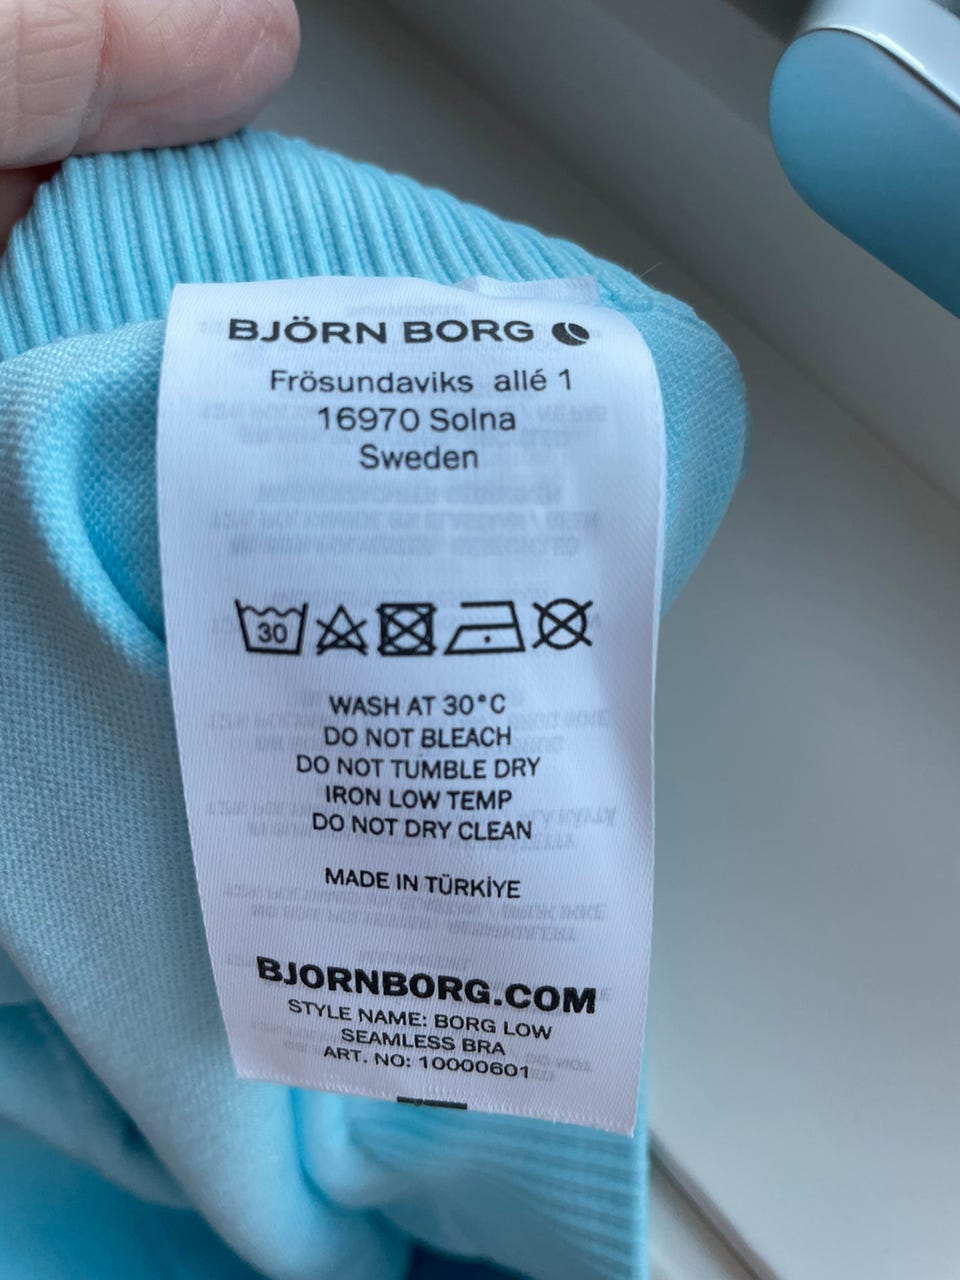 BJÖRN BORG
Frösundaviks allé 1
16970 Solna
Sweden
30
WASH AT 30°C
DO NOT BLEACH
DO NOT TUMBLE DRY
IRON LOW TEMP
DO NOT DRY CLEAN
MADE IN TÜRKİYE
BJORNBORG.COM
STYLE NAME: BORG LOW
SEAMLESS BRA
ART. NO: 10000601